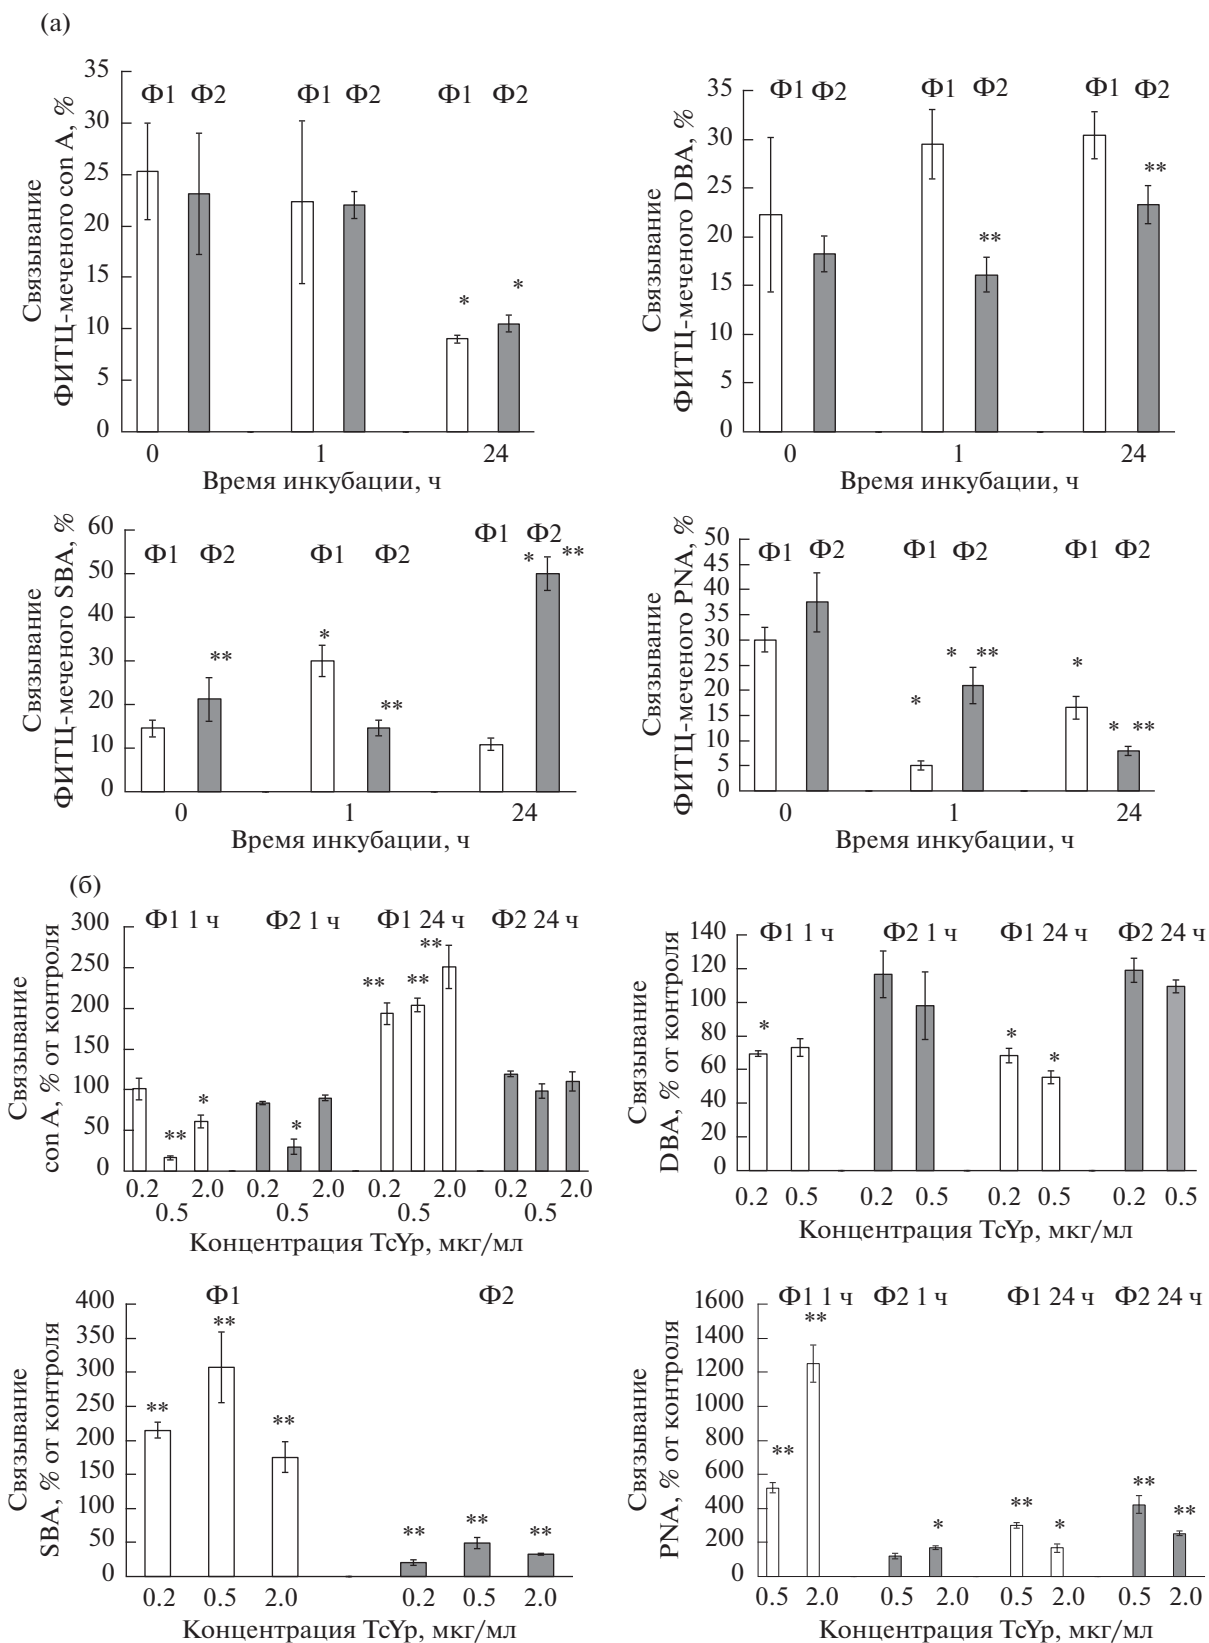 (а)
Связывание
ФИТЦ-меченого con A, %
35
30
25
20
15
10
5
0
Ф1 Ф2
Ф1 Ф2
Ф1 Ф2
*
*
0 1 24
Время инкубации, ч
Связывание
ФИТЦ-меченого DBA, %
35
30
25
20
15
10
5
0
Ф1 Ф2
Ф1 Ф2
Ф1 Ф2
**
**
0 1 24
Время инкубации, ч
Связывание
ФИТЦ-меченого SBA, %
60
50
40
30
20
10
0
Ф1 Ф2
Ф1 Ф2
Ф1 Ф2
**
*
**
* **
0 1 24
Время инкубации, ч
Связывание
ФИТЦ-меченого PNA, %
50
45
40
35
30
25
20
15
10
5
0
Ф1 Ф2
Ф1 Ф2
Ф1 Ф2
*
* **
*
* **
0 1 24
Время инкубации, ч
(б)
Связывание
con A, % от контроля
300
250
200
150
100
50
0
Ф1 1 ч Ф2 1 ч Ф1 24 ч Ф2 24 ч
**
*
*
**
**
**
0.2 2.0 0.2 2.0 0.2 2.0 0.2 2.0
0.5 0.5 0.5 0.5
Концентрация TcYp, мкг/мл
Связывание
DBA, % от контроля
140
120
100
80
60
40
20
0
Ф1 1 ч Ф2 1 ч Ф1 24 ч Ф2 24 ч
*
*
*
0.2 0.5 0.2 0.5 0.2 0.5 0.2 0.5
Концентрация TcYp, мкг/мл
Связывание
SBA, % от контроля
400
350
300
250
200
150
100
50
0
Ф1 Ф2
**
**
**
**
**
**
0.2 0.5 2.0 0.2 0.5 2.0
Концентрация TcYp, мкг/мл
Связывание
PNA, % от контроля
1600
1400
1200
1000
800
600
400
200
0
Ф1 1 ч Ф2 1 ч Ф1 24 ч Ф2 24 ч
**
**
*
**
*
**
**
0.5 2.0 0.5 2.0 0.5 2.0 0.5 2.0
Концентрация TcYp, мкг/мл